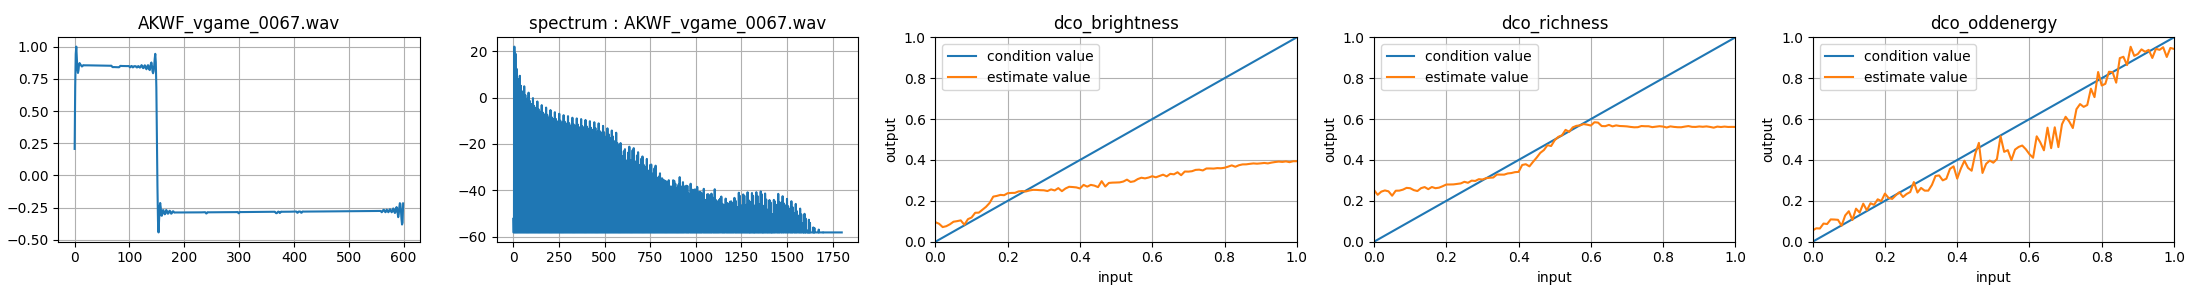 AKWF_vgame_0067.wav
1.00
0.75
0.50
0.25
0.00
−0.25
−0.50
0 100 200 300 400 500 600
spectrum : AKWF_vgame_0067.wav
20
0
−20
−40
−60
0 250 500 750 1000 1250 1500 1750
dco_brightness
condition value
estimate value
output
1.0
0.8
0.6
0.4
0.2
0.0
0.0 0.2 0.4 0.6 0.8 1.0
input
dco_richness
condition value
estimate value
output
1.0
0.8
0.6
0.4
0.2
0.0
0.0 0.2 0.4 0.6 0.8 1.0
input
dco_oddenergy
condition value
estimate value
output
1.0
0.8
0.6
0.4
0.2
0.0
0.0 0.2 0.4 0.6 0.8 1.0
input